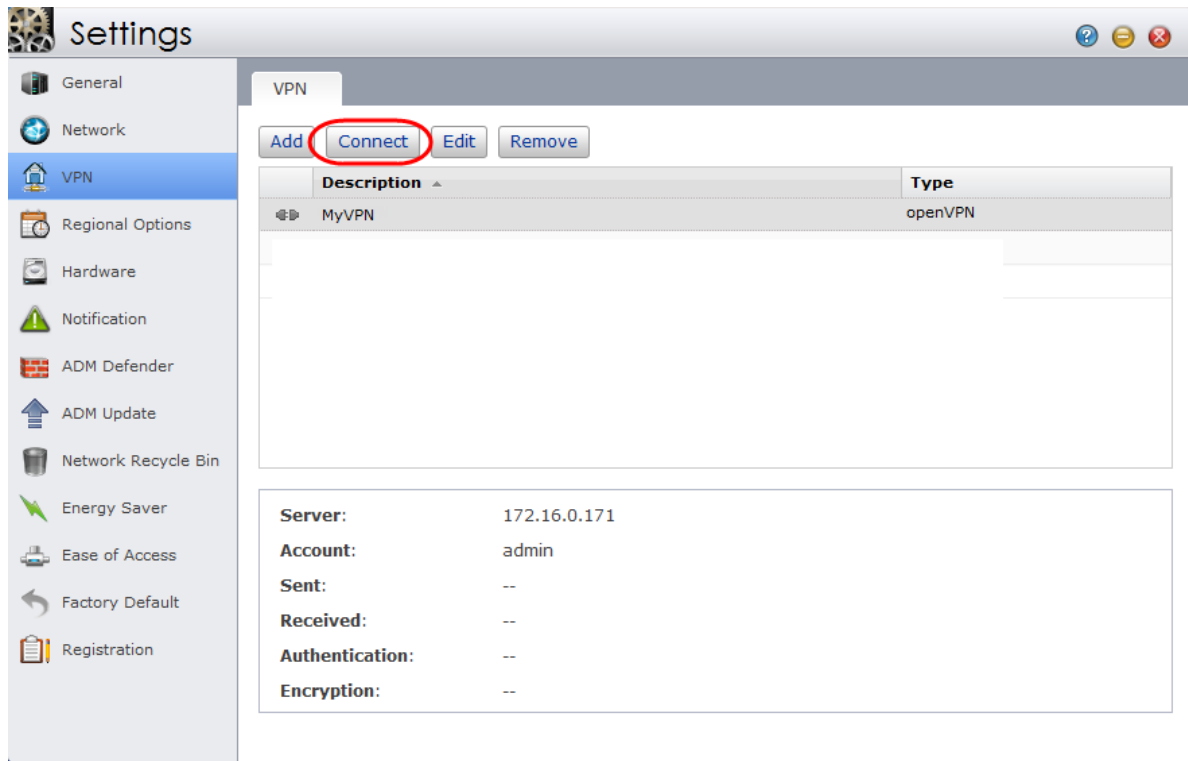 Settings
General
Network
VPN
Regional Options
Hardware
Notification
ADM Defender
ADM Update
Network Recycle Bin
Energy Saver
Ease of Access
Factory Default
Registration
VPN
Add Connect Edit Remove
Description Type
MyVPN openVPN
Server: 172.16.0.171
Account: admin
Sent: --
Received: --
Authentication: --
Encryption: --